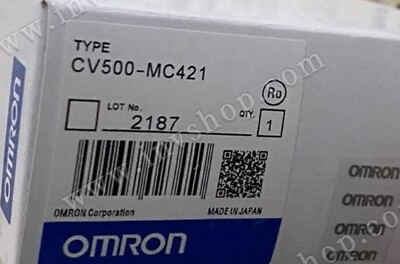 TYPE
CV500-MC421
Ro
LOT No.
QTY.
2187
1
OMRON Corporation
MADE IN JAPAN
OMRON
OMRON
OMRON
OMRON
OMRON
OMRON